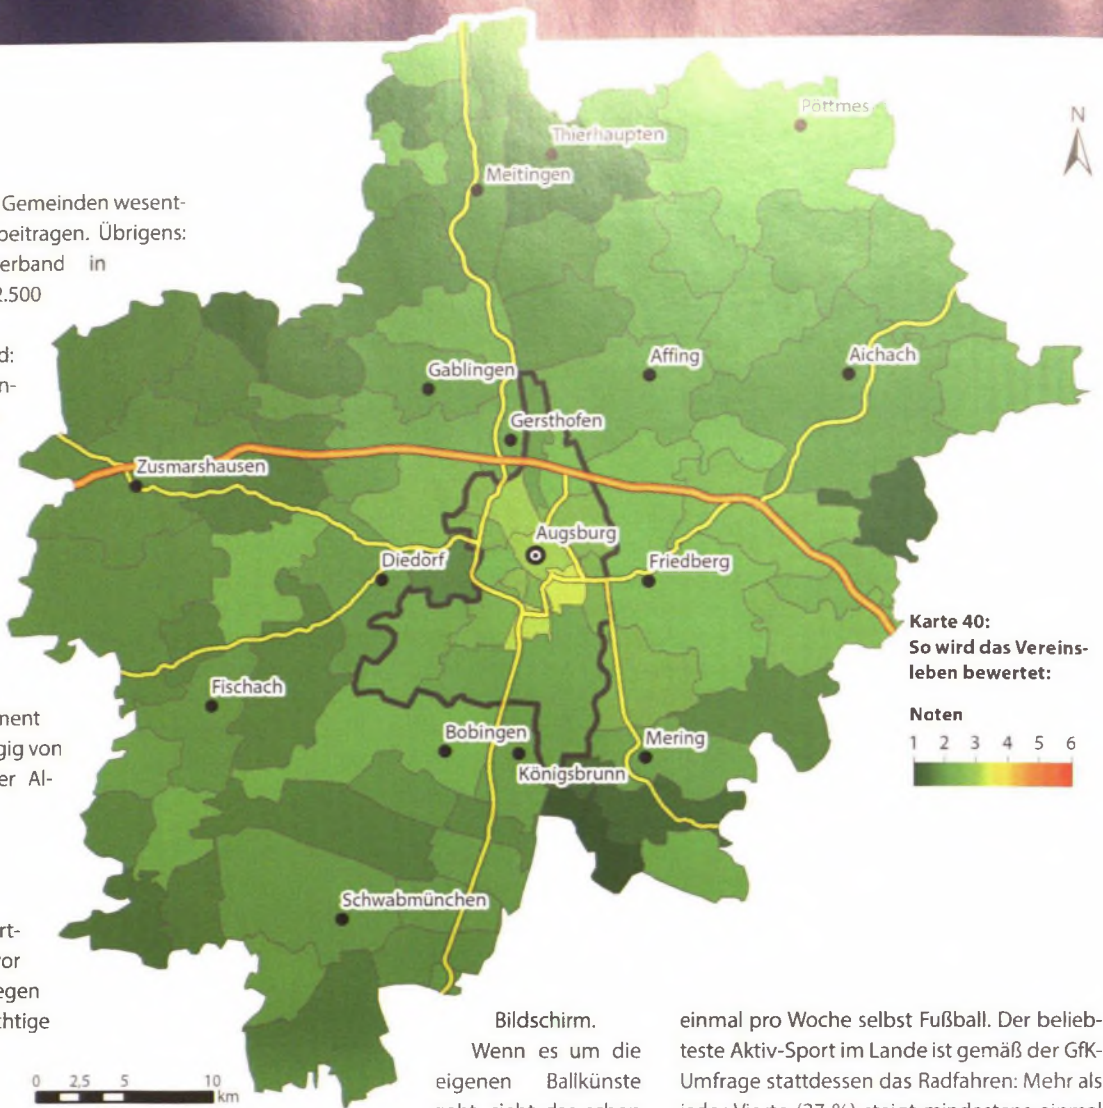 Gemeinden wesent-
beitragen. Übrigens:
erband in
2.500
d:
n-
ment
gig von
er Al-
ort-
vor
egen
chtige
Pöttmes
Thierhaupten
Meitingen
N
Gablingen
Affing
Aichach
Gersthofen
Zusmarshausen
Augsburg
Diedorf
Friedberg
Fischach
Bobingen
Königsbrunn
Mering
Schwabmünchen
Karte 40:
So wird das Vereins-
leben bewertet:
Noten
1 2 3 4 5 6
0 2,5 5 10
km
Bildschirm.
Wenn es um die
eigenen Ballkünste
einmal pro Woche selbst Fußball. Der belieb-
teste Aktiv-Sport im Lande ist gemäß der GfK-
Umfrage stattdessen das Radfahren: Mehr als